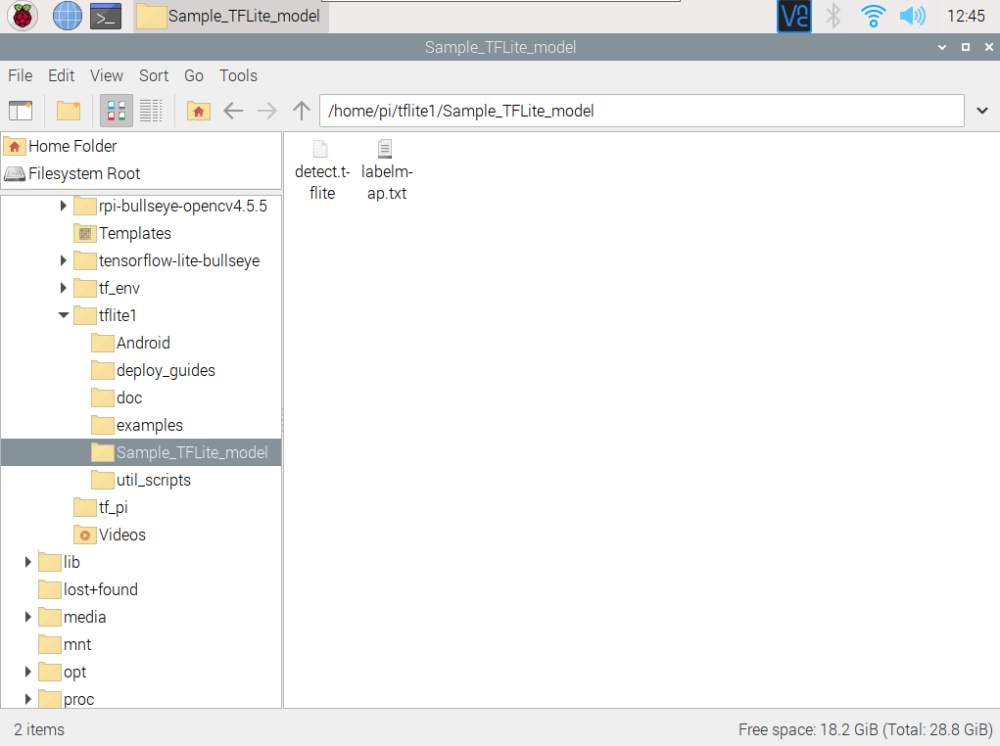 Sample_TFLite_model
12:45
Sample_TFLite_model
File Edit View Sort Go Tools
/home/pi/tflite1/Sample_TFLite_model
Home Folder
Filesystem Root
rpi-bullseye-opencv4.5.5
Templates
tensorflow-lite-bullseye
tf_env
tflite1
Android
deploy_guides
doc
examples
Sample_TFLite_model
util_scripts
tf_pi
Videos
lib
lost+found
media
mnt
opt
proc
detect.t-
flite
labelm-
ap.txt
2 items
Free space: 18.2 GiB (Total: 28.8 GiB)